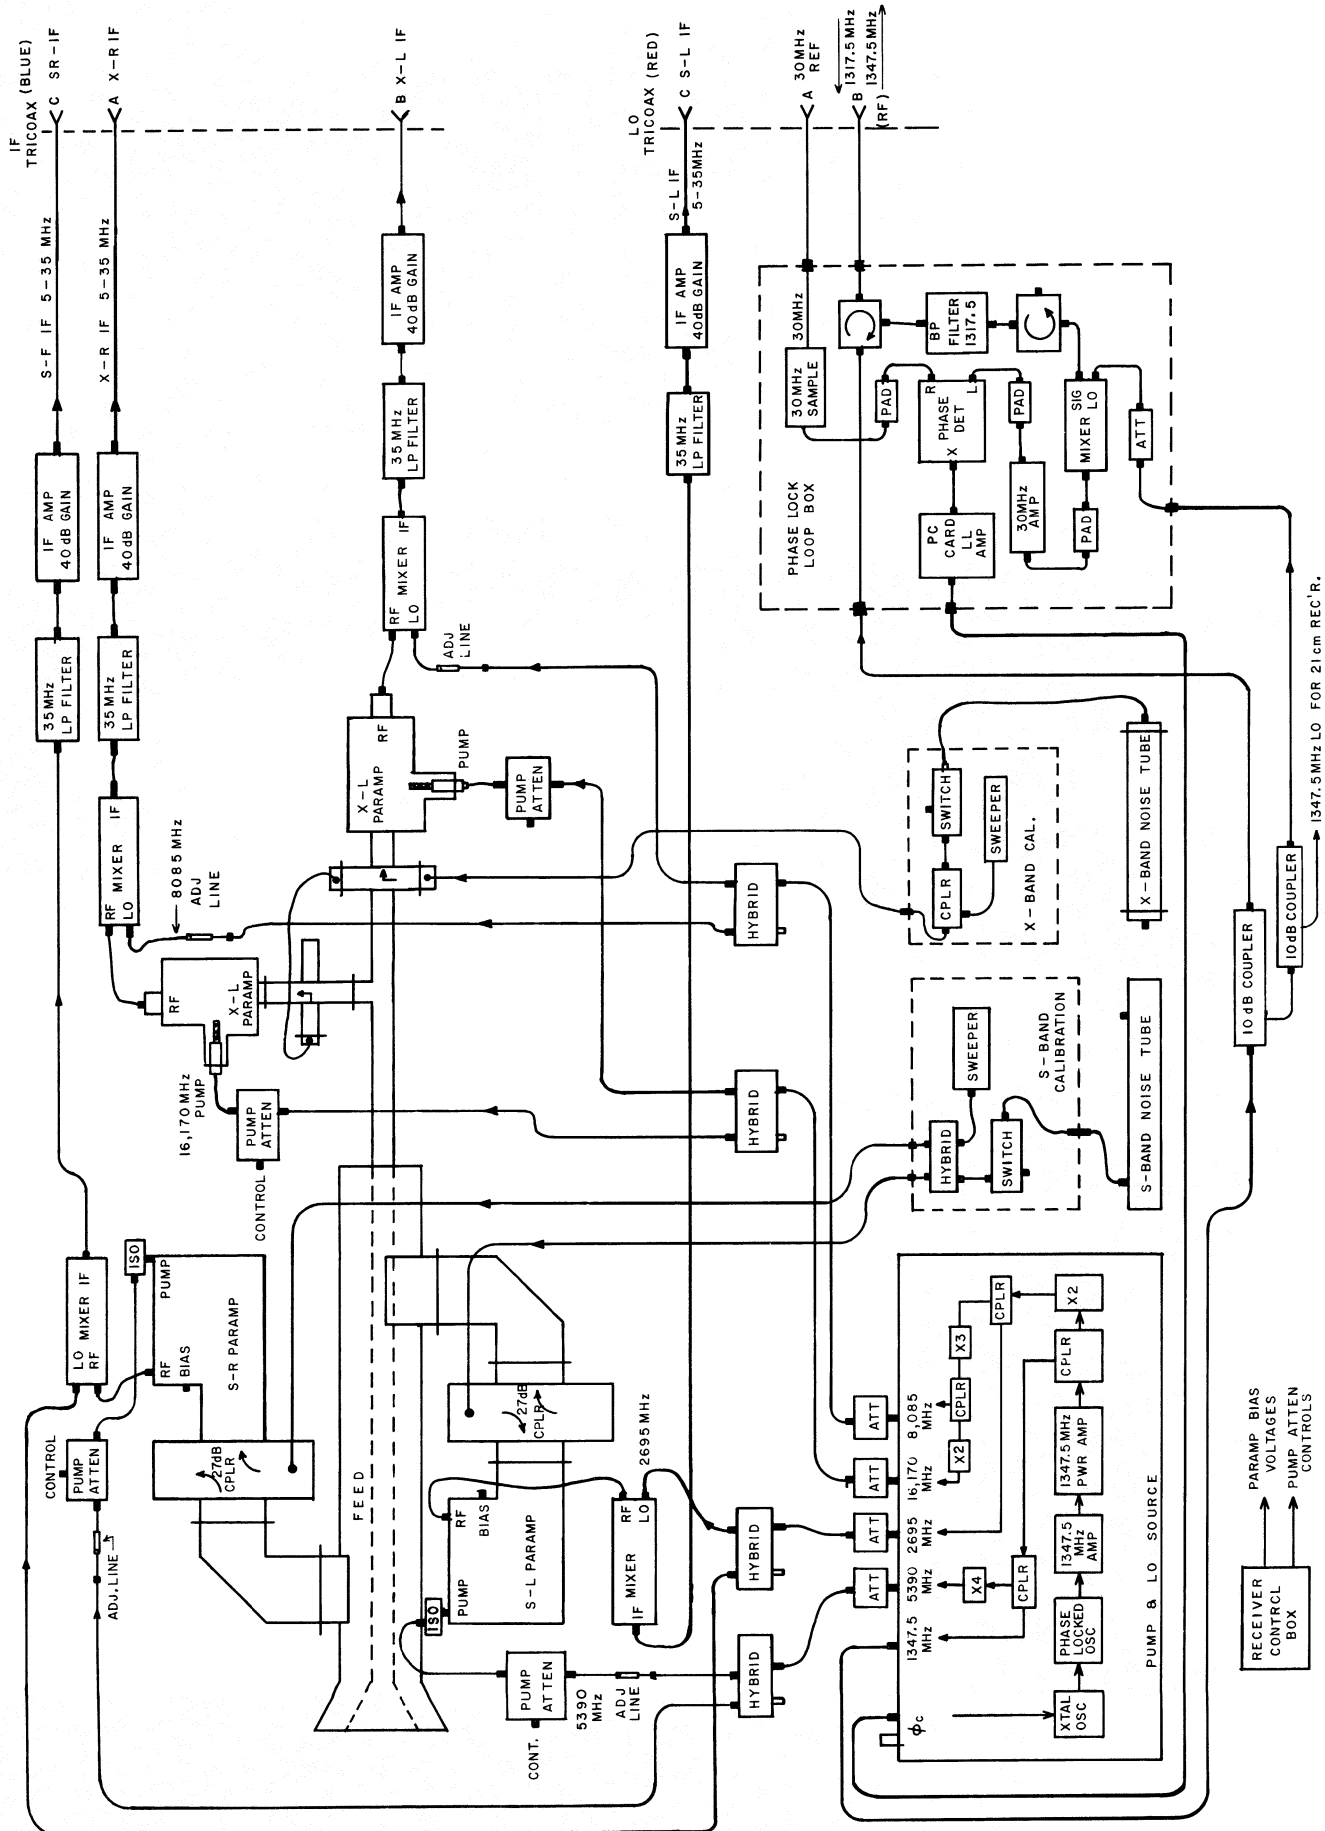 IF
TRICOAX (BLUE)
C SR-IF
A X-R IF
B X-L IF
LO
TRICOAX (RED)
C S-L IF
A 30MHz
REF
1317.5 MHz
B
1347.5MHz
(RF)
S-F IF 5-35 MHz
X-R IF 5-35 MHz
S-L IF
5-35MHz
IF AMP
40dB GAIN
IF AMP
40dB GAIN
IF AMP
40dB GAIN
IF AMP
40dB GAIN
35MHz
LP FILTER
35MHz
LP FILTER
35MHz
LP FILTER
35MHz
LP FILTER
RF
LO
MIXER IF
8085 MHz
ADJ
LINE
RF
LO
MIXER IF
ADJ
LINE
RF
X-L
PARAMP
PUMP
PUMP
ATTEN
RF
X-L
PARAMP
16,170 MHz
PUMP
PUMP
ATTEN
CONTROL
HYBRID
HYBRID
30MHz
30MHz
SAMPLE
PAD
R
L
X
PHASE
DET
PAD
BP
FILTER
1317.5
SIG
MIXER LO
ATT
PAD
30MHz
AMP
PC
CARD
LL
AMP
PHASE LOCK
LOOP BOX
SWITCH
SWEEPER
CPLR
X-BAND CAL.
X-BAND NOISE TUBE
10dB COUPLER
10dB COUPLER
1347.5 MHz LO FOR 21cm REC'R.
SWEEPER
HYBRID
SWITCH
S-BAND
CALIBRATION
S-BAND NOISE TUBE
LO
RF
MIXER IF
ISO
PUMP
RF
BIAS
S-R PARAMP
CONTROL
PUMP
ATTEN
ADJ. LINE
27dB
CPLR
FEED
27dB
CPLR
2695 MHz
RF
BIAS
PUMP
S-L PARAMP
ISO
RF
LO
IF MIXER
PUMP
ATTEN
CONT.
5390
MHz
ADJ
LINE
HYBRID
HYBRID
ATT
ATT
ATT
ATT
8,085
MHz
16,170
MHz
2695
MHz
5390
MHz
1347.5
MHz
ϕc
CPLR
X3
CPLR
X2
X2
CPLR
1347.5MHz
PWR AMP
1347.5
MHz
AMP
PHASE
LOCKED
OSC
XTAL
OSC
CPLR
X4
PUMP & LO SOURCE
RECEIVER
CONTRCL
BOX
PARAMP BIAS
VOLTAGES
PUMP ATTEN
CONTROLS